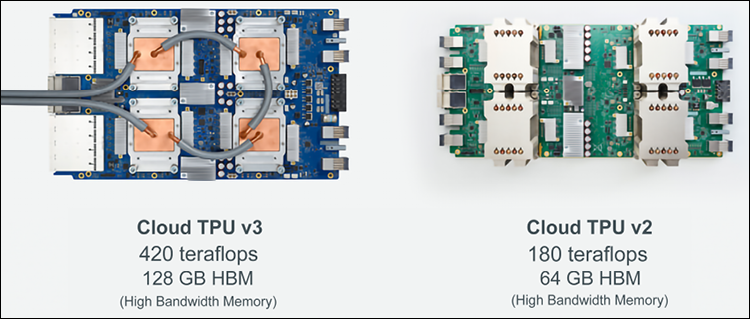 Cloud TPU v3
420 teraflops
128 GB HBM
(High Bandwidth Memory)
Cloud TPU v2
180 teraflops
64 GB HBM
(High Bandwidth Memory)